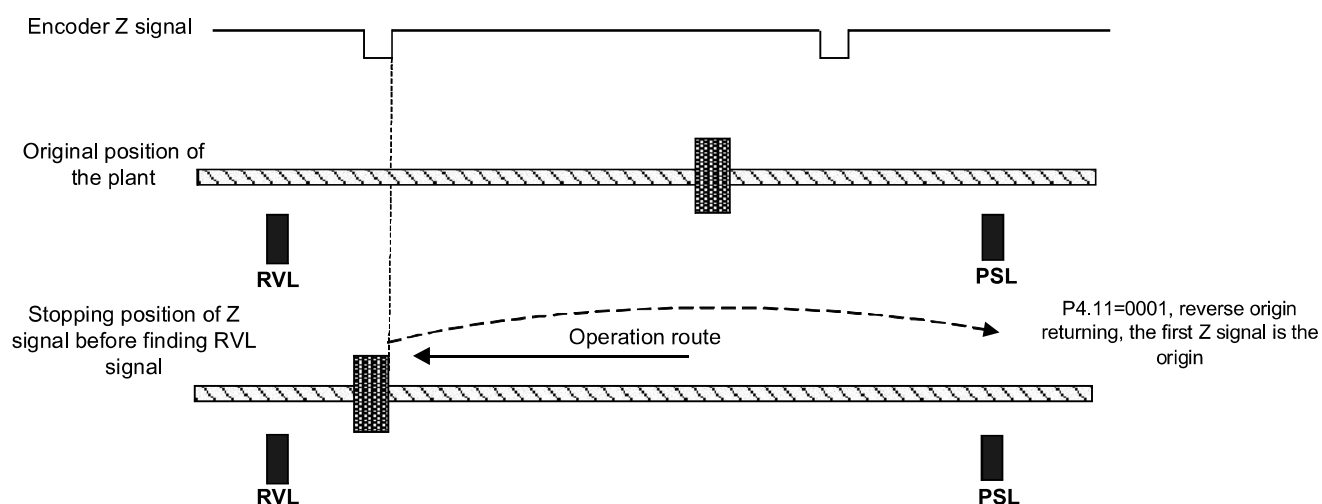 Encoder Z signal
Original position of
the plant
RVL
PSL
Stopping position of Z
signal before finding RVL
signal
Operation route
P4.11=0001, reverse origin
returning, the first Z signal is the
origin
RVL
PSL